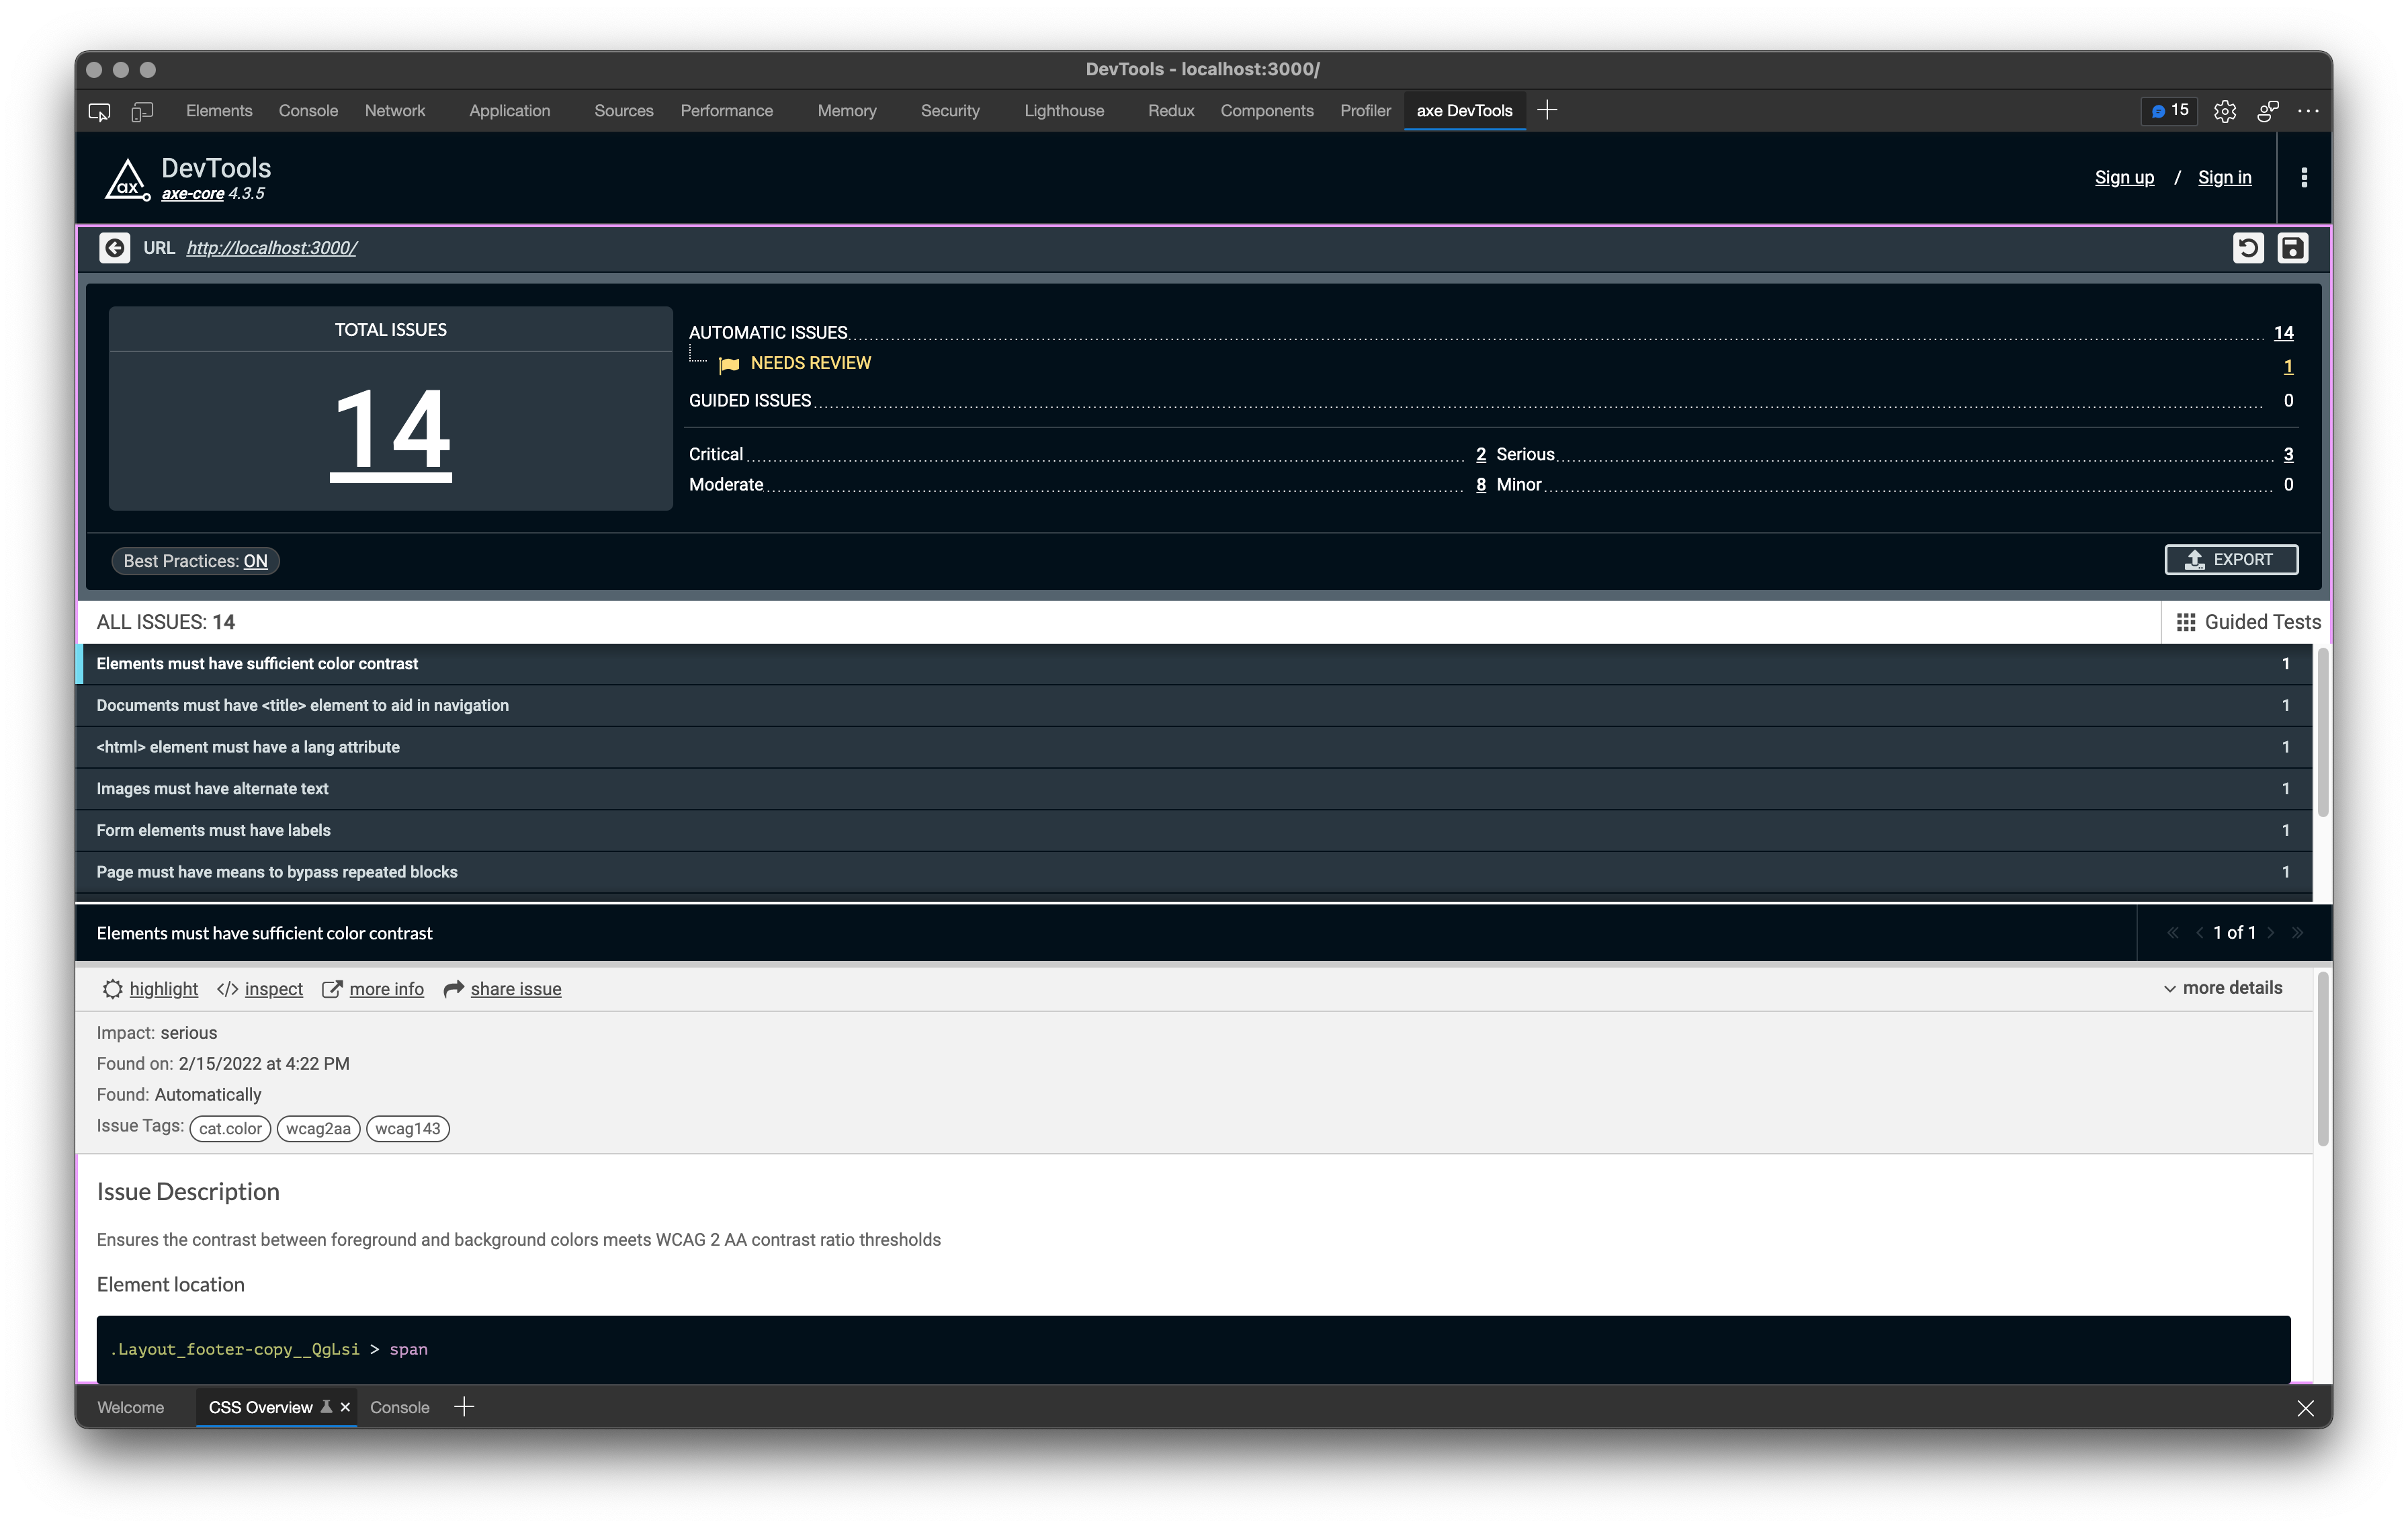 DevTools - localhost:3000/
Elements Console Network Application Sources Performance Memory Security Lighthouse Redux Components Profiler axe DevTools 15
DevTools
ax
axe-core 4.3.5
Sign up / Sign in
URL http://localhost:3000/
TOTAL ISSUES
14
AUTOMATIC ISSUES 14
NEEDS REVIEW 1
GUIDED ISSUES 0
Critical 2 Serious 3
Moderate 8 Minor 0
Best Practices: ON
EXPORT
ALL ISSUES: 14
Guided Tests
Elements must have sufficient color contrast 1
Documents must have <title> element to aid in navigation 1
<html> element must have a lang attribute 1
Images must have alternate text 1
Form elements must have labels 1
Page must have means to bypass repeated blocks 1
Elements must have sufficient color contrast
1 of 1
highlight </> inspect more info share issue
more details
Impact: serious
Found on: 2/15/2022 at 4:22 PM
Found: Automatically
Issue Tags: cat.color wcag2aa wcag143
Issue Description
Ensures the contrast between foreground and background colors meets WCAG 2 AA contrast ratio thresholds
Element location
.Layout_footer-copy__QgLsi > span
Welcome CSS Overview Console